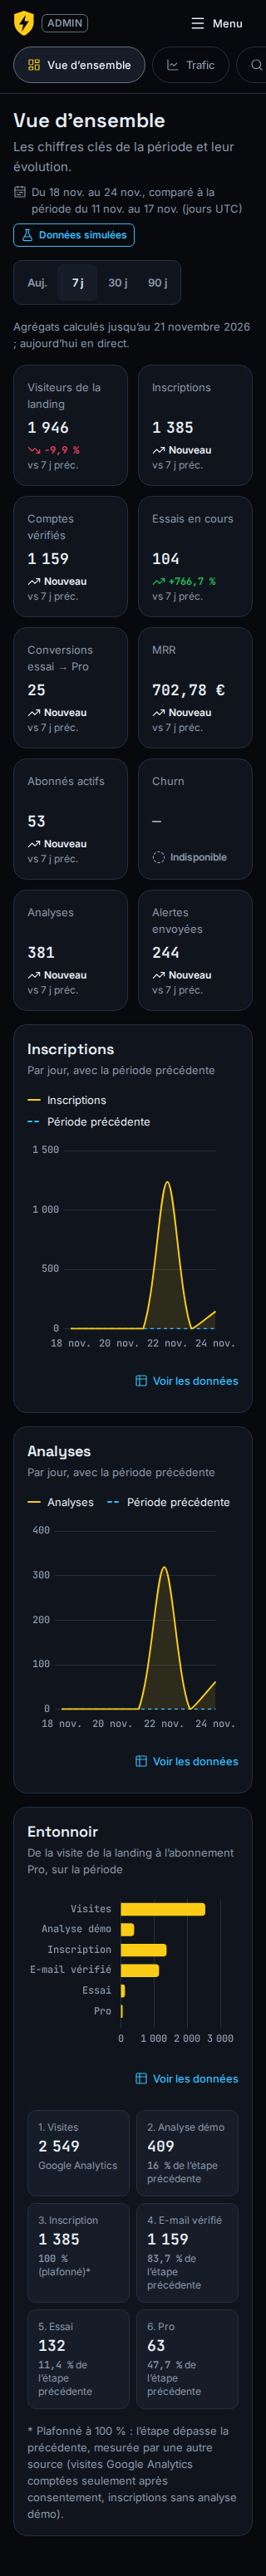 ADMIN
Menu
Vue d'ensemble
Trafic
Vue d'ensemble
Les chiffres clés de la période et leur
évolution.
Du 18 nov. au 24 nov., comparé à la
période du 11 nov. au 17 nov. (jours UTC)
Données simulées
Auj.
7 j
30 j
90 j
Agrégats calculés jusqu'au 21 novembre 2026
; aujourd'hui en direct.
Visiteurs de la
landing
1 946
-9,9 %
vs 7 j préc.
Inscriptions
1 385
Nouveau
vs 7 j préc.
Comptes
vérifiés
1 159
Nouveau
vs 7 j préc.
Essais en cours
104
+766,7 %
vs 7 j préc.
Conversions
essai → Pro
25
Nouveau
vs 7 j préc.
MRR
702,78 €
Nouveau
vs 7 j préc.
Abonnés actifs
53
Nouveau
vs 7 j préc.
Churn
—
Indisponible
Analyses
381
Nouveau
vs 7 j préc.
Alertes
envoyées
244
Nouveau
vs 7 j préc.
Inscriptions
Par jour, avec la période précédente
Inscriptions
Période précédente
1 500
1 000
500
0
18 nov. 20 nov. 22 nov. 24 nov.
Voir les données
Analyses
Par jour, avec la période précédente
Analyses
Période précédente
400
300
200
100
0
18 nov. 20 nov. 22 nov. 24 nov.
Voir les données
Entonnoir
De la visite de la landing à l'abonnement
Pro, sur la période
Visites
Analyse démo
Inscription
E-mail vérifié
Essai
Pro
0 1 000 2 000 3 000
Voir les données
1. Visites
2 549
Google Analytics
2. Analyse démo
409
16 % de l'étape
précédente
3. Inscription
1 385
100 %
(plafonné)*
4. E-mail vérifié
1 159
83,7 % de
l'étape
précédente
5. Essai
132
11,4 % de
l'étape
précédente
6. Pro
63
47,7 % de
l'étape
précédente
* Plafonné à 100 % : l'étape dépasse la
précédente, mesurée par une autre
source (visites Google Analytics
comptées seulement après
consentement, inscriptions sans analyse
démo).